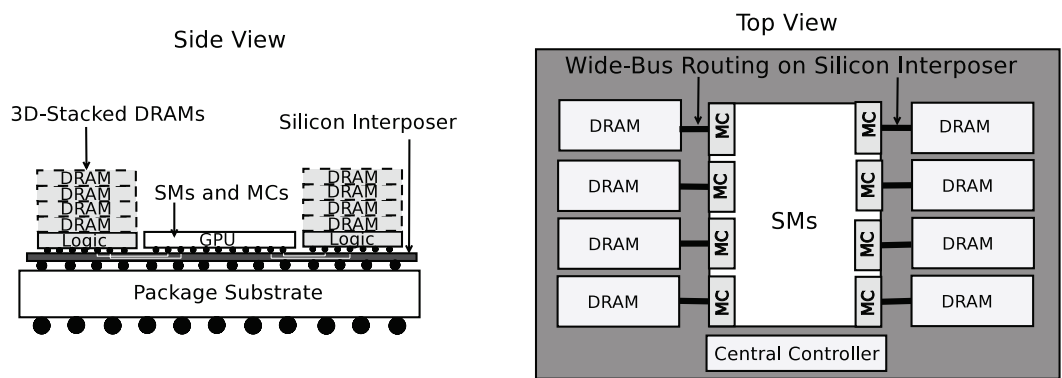 Side View
3D-Stacked DRAMs
Silicon Interposer
DRAM
DRAM
DRAM
DRAM
Logic
SMs and MCs
GPU
DRAM
DRAM
DRAM
DRAM
Logic
Package Substrate
Top View
Wide-Bus Routing on Silicon Interposer
DRAM
MC
MC
DRAM
DRAM
MC
MC
DRAM
SMs
DRAM
MC
MC
DRAM
DRAM
MC
MC
DRAM
Central Controller